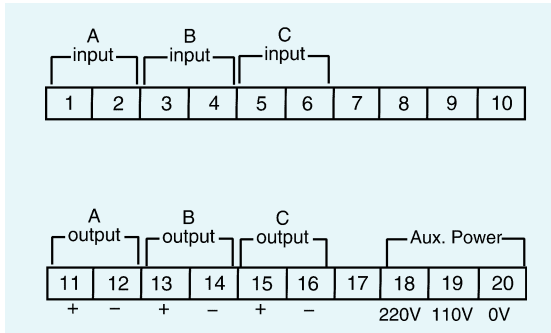 A B C
input input input
1 2 3 4 5 6 7 8 9 10
A B C
output output output Aux. Power
11 12 13 14 15 16 17 18 19 20
+ − + − + − 220V 110V 0V